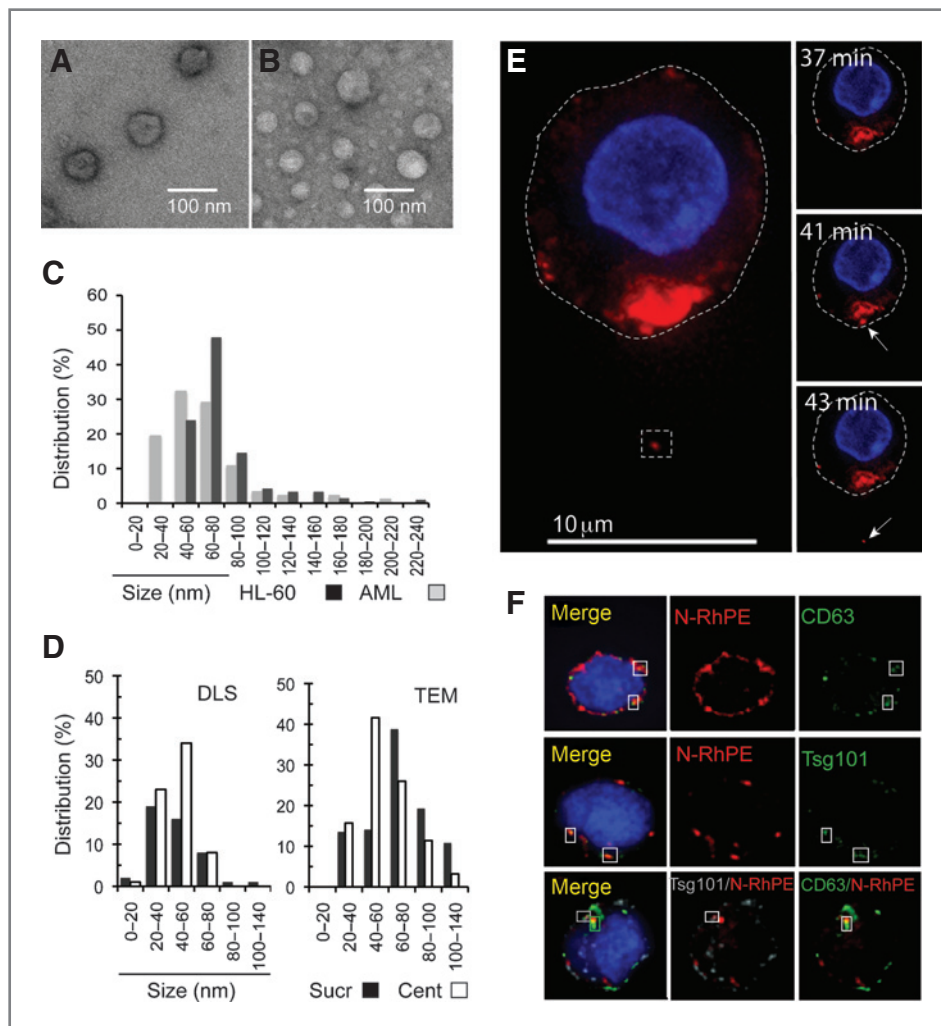 A
B
100 nm
100 nm
C
60
50
40
30
20
10
0
Distribution (%)
0–20
20–40
40–60
60–80
80–100
100–120
120–140
140–160
160–180
180–200
200–220
220–240
Size (nm) HL-60 AML
D
DLS
TEM
50
40
30
20
10
0
50
40
30
20
10
0
Distribution (%)
0–20
20–40
40–60
60–80
80–100
100–140
0–20
20–40
40–60
60–80
80–100
100–140
Size (nm)
Sucr Cent
E
10 μm
37 min
41 min
43 min
F
Merge N-RhPE CD63
Merge N-RhPE Tsg101
Merge Tsg101/N-RhPE CD63/N-RhPE